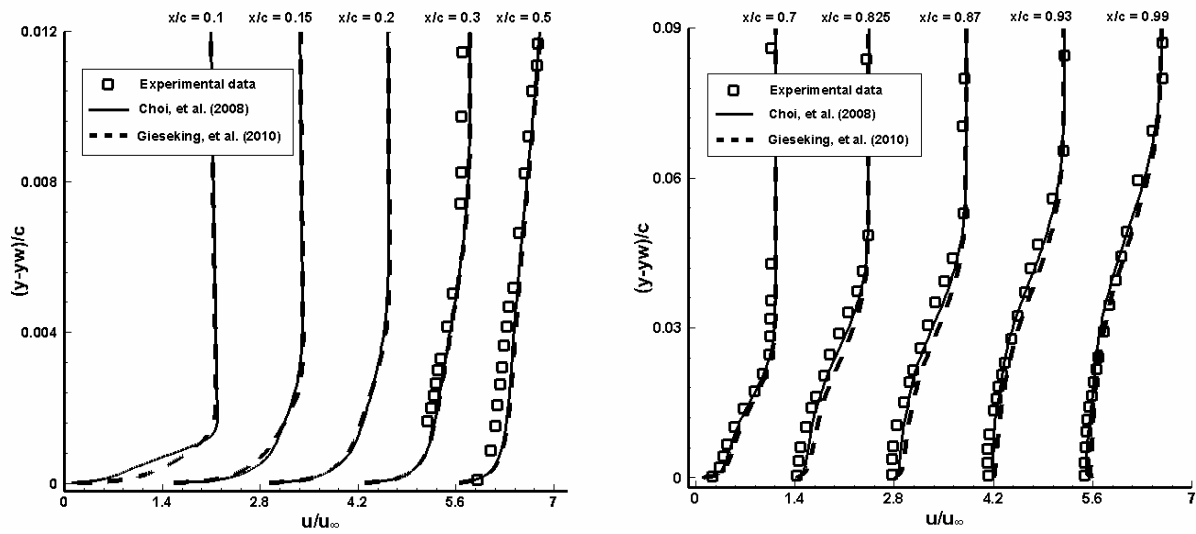 x/c = 0.1 x/c = 0.15 x/c = 0.2 x/c = 0.3 x/c = 0.5
0.012
Experimental data
Choi, et al. (2008)
Gieseking, et al. (2010)
0.008
(y-yw)/c
0.004
0
0 1.4 2.8 4.2 5.6 7
u/u∞
x/c = 0.7 x/c = 0.825 x/c = 0.87 x/c = 0.93 x/c = 0.99
0.09
Experimental data
Choi, et al. (2008)
Gieseking, et al. (2010)
0.06
(y-yw)/c
0.03
0
0 1.4 2.8 4.2 5.6 7
u/u∞